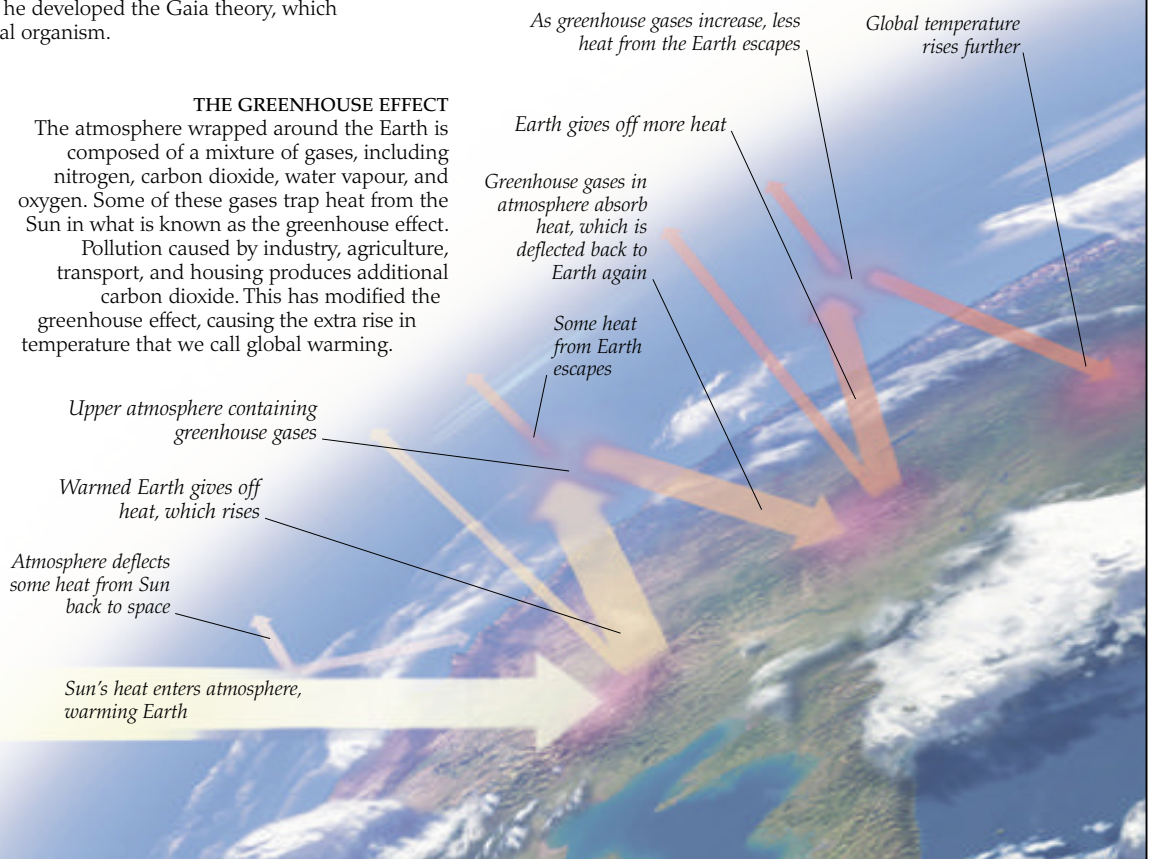 he developed the Gaia theory, which
al organism.
THE GREENHOUSE EFFECT
The atmosphere wrapped around the Earth is
composed of a mixture of gases, including
nitrogen, carbon dioxide, water vapour, and
oxygen. Some of these gases trap heat from the
Sun in what is known as the greenhouse effect.
Pollution caused by industry, agriculture,
transport, and housing produces additional
carbon dioxide. This has modified the
greenhouse effect, causing the extra rise in
temperature that we call global warming.
As greenhouse gases increase, less
heat from the Earth escapes
Global temperature
rises further
Earth gives off more heat
Greenhouse gases in
atmosphere absorb
heat, which is
deflected back to
Earth again
Some heat
from Earth
escapes
Upper atmosphere containing
greenhouse gases
Warmed Earth gives off
heat, which rises
Atmosphere deflects
some heat from Sun
back to space
Sun's heat enters atmosphere,
warming Earth